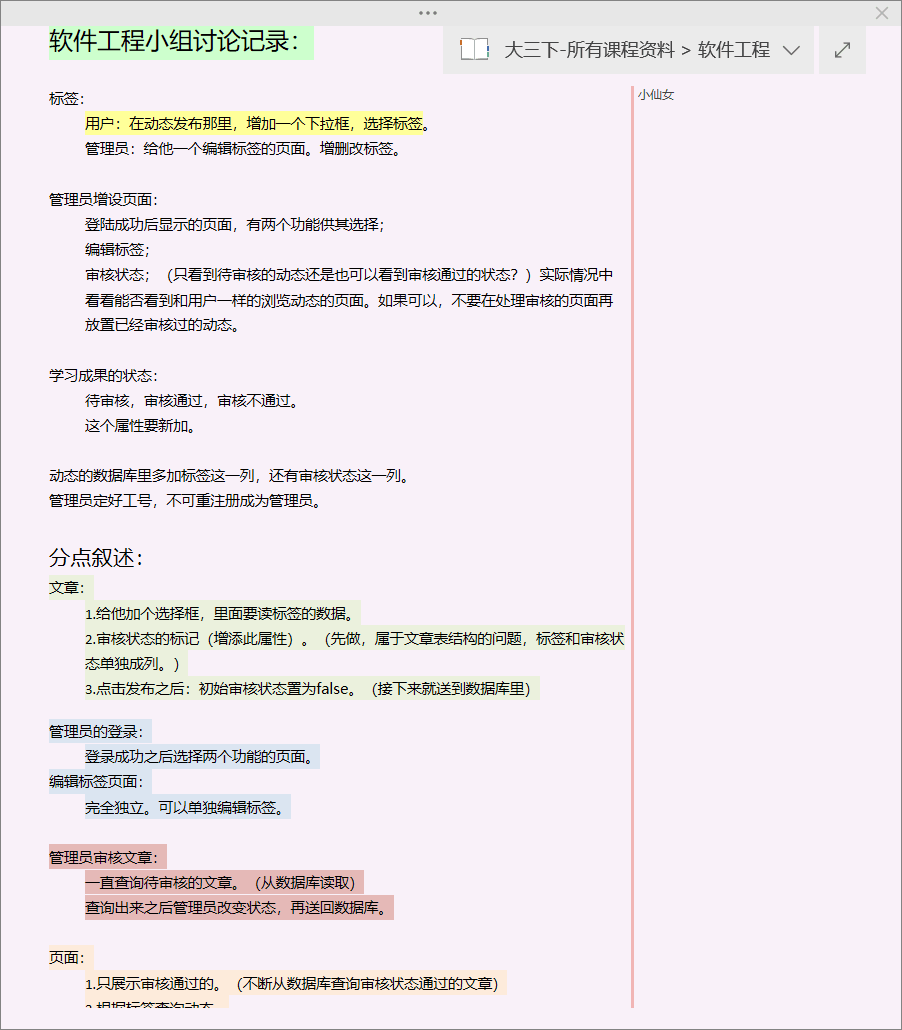 软件工程小组讨论记录：
大三下-所有课程资料 > 软件工程
小仙女
标签：
用户：在动态发布那里，增加一个下拉框，选择标签。
管理员：给他一个编辑标签的页面。增删改标签。
管理员增设页面：
登陆成功后显示的页面，有两个功能供其选择；
编辑标签；
审核状态；（只看到待审核的动态还是也可以看到审核通过的状态？）实际情况中
看看能否看到和用户一样的浏览动态的页面。如果可以，不要在处理审核的页面再
放置已经审核过的动态。
学习成果的状态：
待审核，审核通过，审核不通过。
这个属性要新加。
动态的数据库里多加标签这一列，还有审核状态这一列。
管理员定好工号，不可重注册成为管理员。
分点叙述：
文章：
1.给他加个选择框，里面要读标签的数据。
2.审核状态的标记（增添此属性）。（先做，属于文章表结构的问题，标签和审核状
态单独成列。）
3.点击发布之后：初始审核状态置为false。（接下来就送到数据库里）
管理员的登录：
登录成功之后选择两个功能的页面。
编辑标签页面：
完全独立。可以单独编辑标签。
管理员审核文章：
一直查询待审核的文章。（从数据库读取）
查询出来之后管理员改变状态，再送回数据库。
页面：
1.只展示审核通过的。（不断从数据库查询审核状态通过的文章）
2.根据标签查询动态。